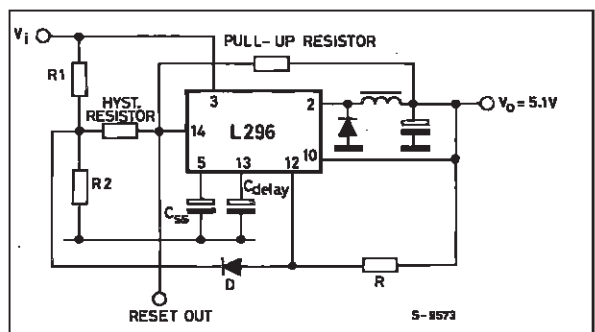 Vi
PULL-UP RESISTOR
R1
HYST.
RESISTOR
3
2
Vo = 5.1V
14
L296
10
5
13
12
R2
Cdelay
Css
D
R
RESET OUT
S-8573